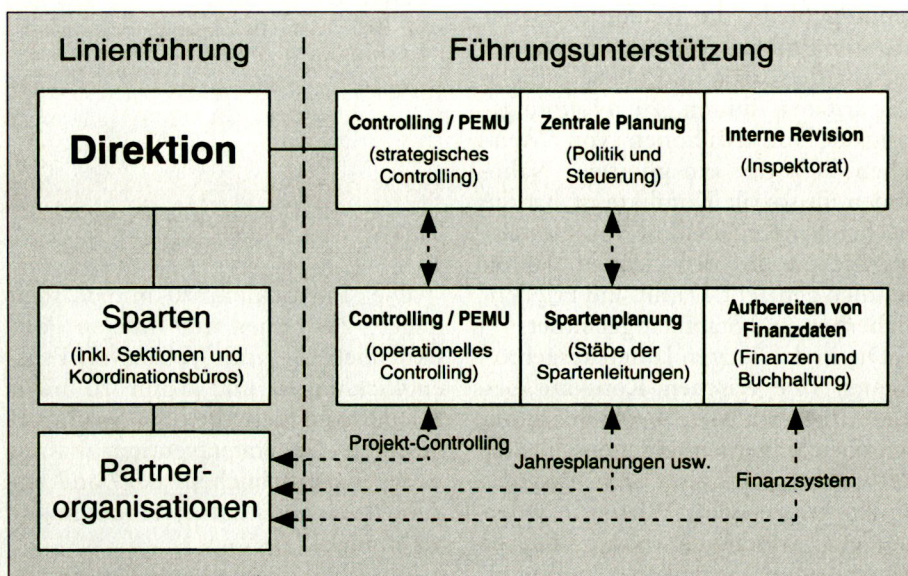 Linienführung
Führungsunterstützung
Direktion
Controlling / PEMU
(strategisches
Controlling)
Zentrale Planung
(Politik und
Steuerung)
Interne Revision
(Inspektorat)
Sparten
(inkl. Sektionen und
Koordinationsbüros)
Controlling / PEMU
(operationelles
Controlling)
Spartenplanung
(Stäbe der
Spartenleitungen)
Aufbereiten von
Finanzdaten
(Finanzen und
Buchhaltung)
Partner-
organisationen
Projekt-Controlling
Jahresplanungen usw.
Finanzsystem